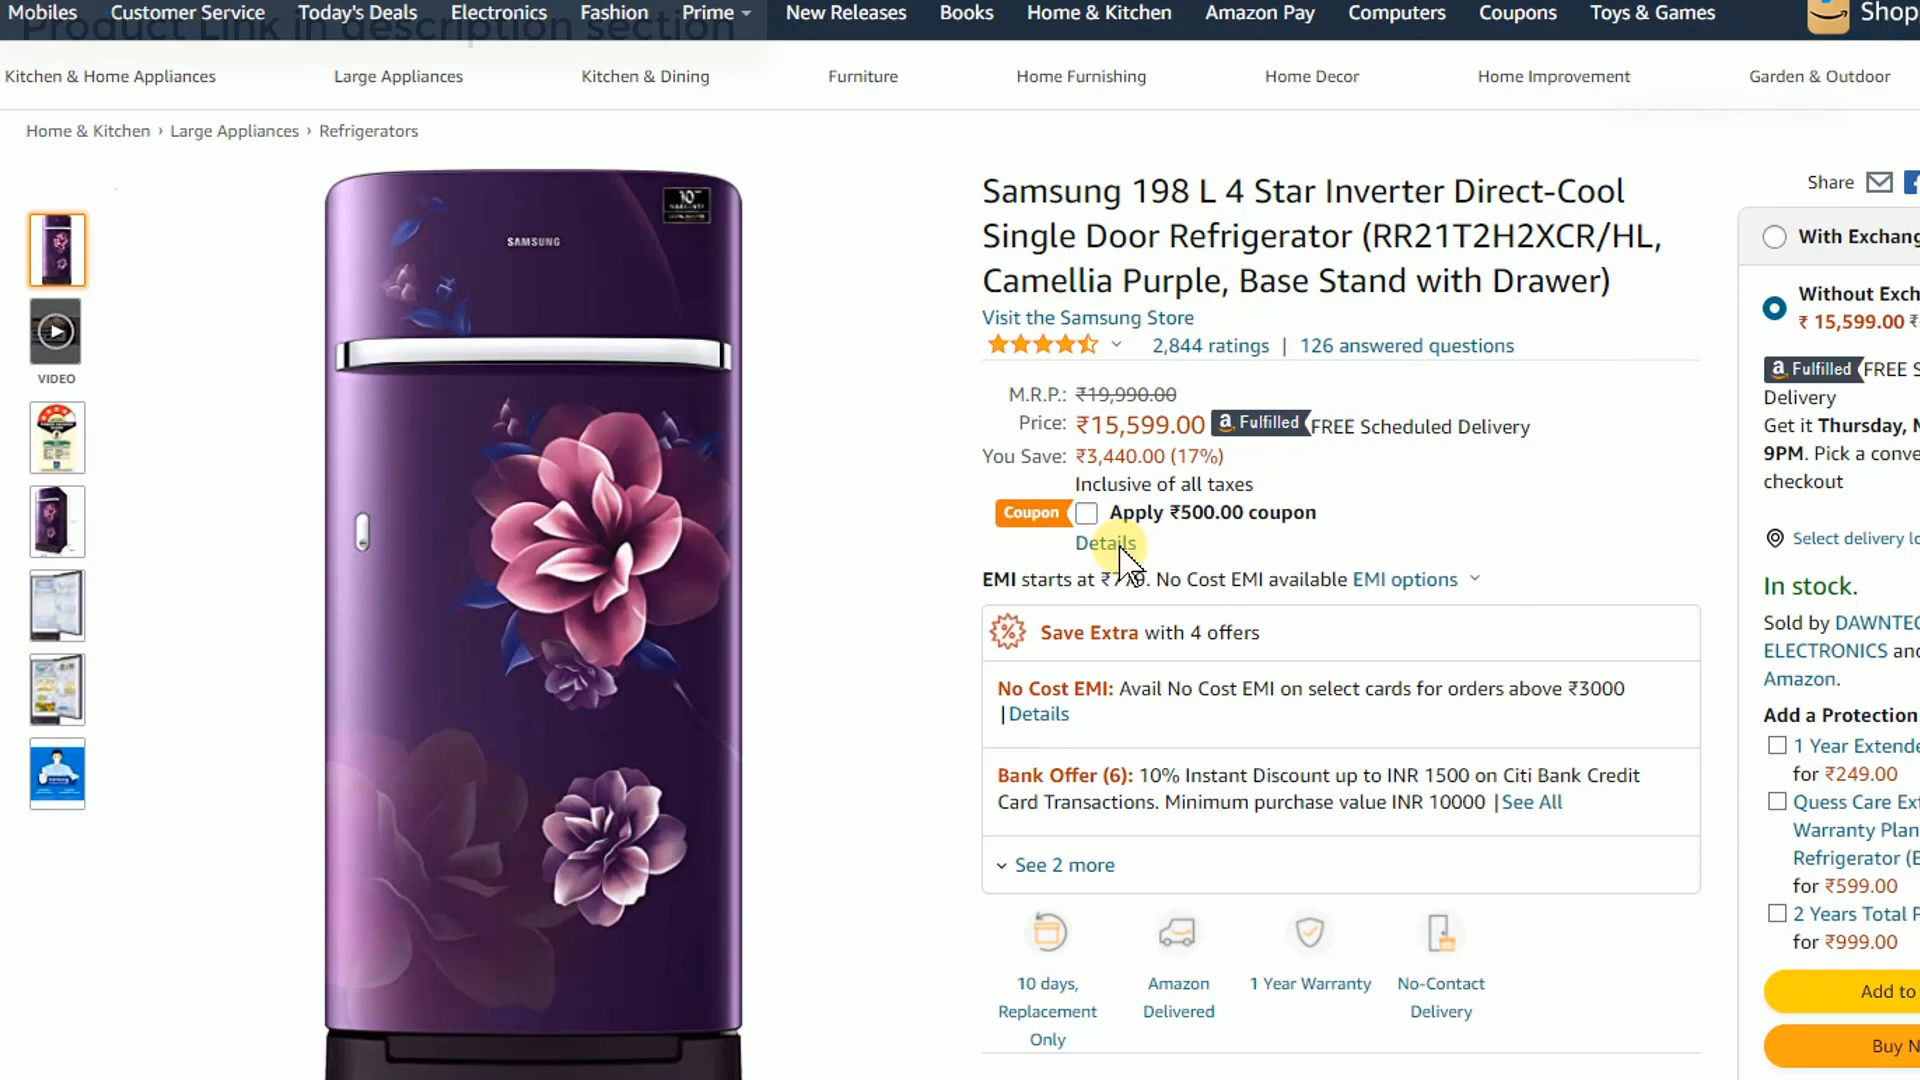 Mobiles Customer Service Today's Deals Electronics Fashion Prime New Releases Books Home & Kitchen Amazon Pay Computers Coupons Toys & Games Shop
Product Link in description section
Kitchen & Home Appliances Large Appliances Kitchen & Dining Furniture Home Furnishing Home Decor Home Improvement Garden & Outdoor
Home & Kitchen › Large Appliances › Refrigerators
SAMSUNG
VIDEO
Samsung 198 L 4 Star Inverter Direct-Cool
Single Door Refrigerator (RR21T2H2XCR/HL,
Camellia Purple, Base Stand with Drawer)
Visit the Samsung Store
2,844 ratings | 126 answered questions
M.R.P.: ₹19,990.00
Price: ₹15,599.00 a Fulfilled FREE Scheduled Delivery
You Save: ₹3,440.00 (17%)
Inclusive of all taxes
Coupon Apply ₹500.00 coupon
Details
EMI starts at No Cost EMI available EMI options
Save Extra with 4 offers
No Cost EMI: Avail No Cost EMI on select cards for orders above ₹3000
|Details
Bank Offer (6): 10% Instant Discount up to INR 1500 on Citi Bank Credit
Card Transactions. Minimum purchase value INR 10000 |See All
See 2 more
10 days,
Replacement
Only
Amazon
Delivered
1 Year Warranty
No-Contact
Delivery
Share
With Exchang
Without Exch
₹ 15,599.00 ₹
a Fulfilled FREE S
Delivery
Get it Thursday, M
9PM. Pick a conve
checkout
Select delivery lo
In stock.
Sold by DAWNTEC
ELECTRONICS and
Amazon.
Add a Protection
1 Year Extende
for ₹249.00
Quess Care Ext
Warranty Plan
Refrigerator (E
for ₹599.00
2 Years Total P
for ₹999.00
Add to
Buy N